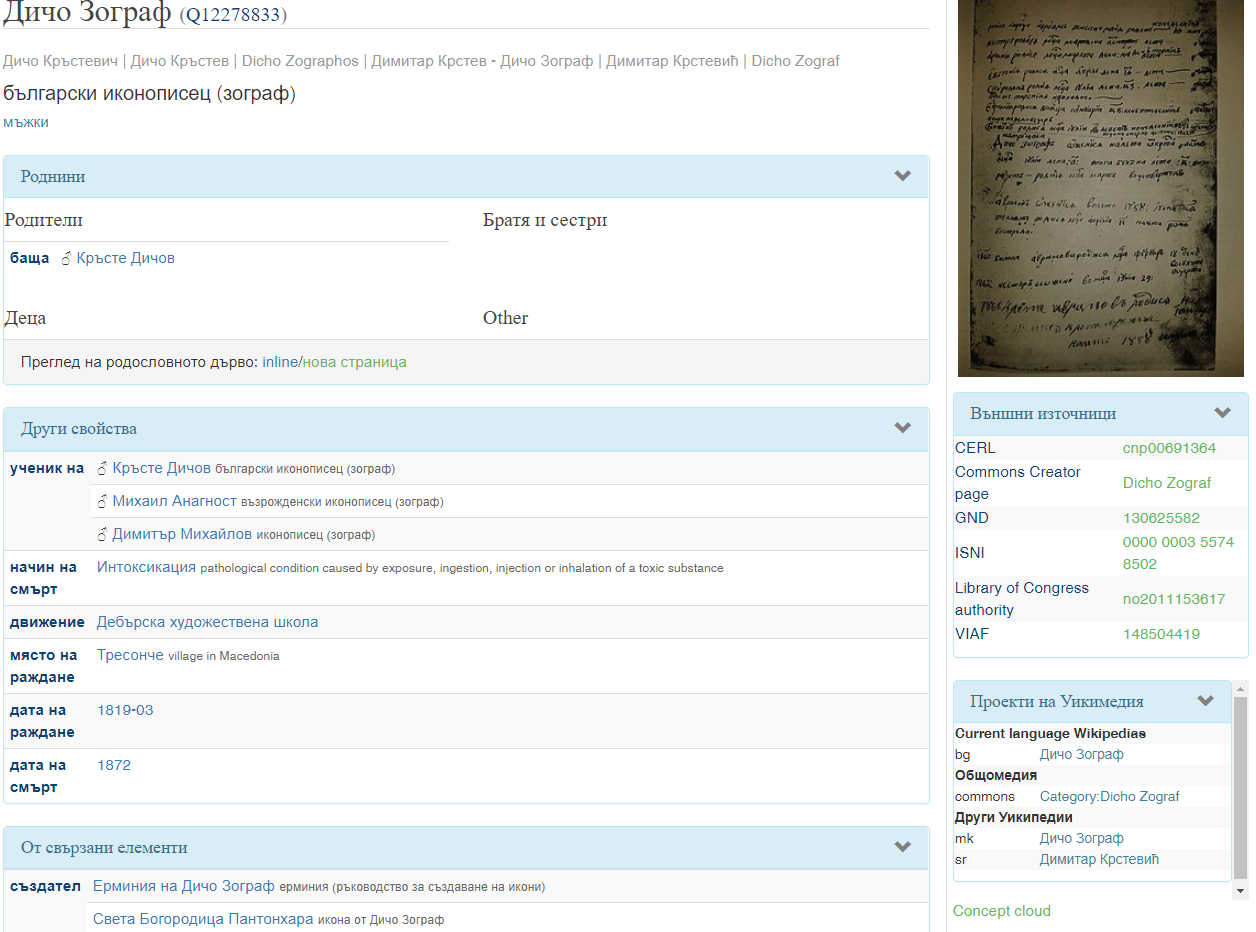 Дичо Зограф (Q12278833)
Дичо Кръстевич | Дичо Кръстев | Dicho Zographos | Димитар Крстев - Дичо Зограф | Димитар Крстевић | Dicho Zograf
български иконописец (зограф)
мъжки
Роднини
Родители
Братя и сестри
баща ♂ Кръсте Дичов
Деца
Other
Преглед на родословното дърво: inline/нова страница
Други свойства
ученик на ♂ Кръсте Дичов български иконописец (зограф)
♂ Михаил Анагност възрожденски иконописец (зограф)
♂ Димитър Михайлов иконописец (зограф)
начин на
смърт
Интоксикация pathological condition caused by exposure, ingestion, injection or inhalation of a toxic substance
движение Дебърска художествена школа
място на
раждане
Тресонче village in Macedonia
дата на
раждане
1819-03
дата на
смърт
1872
От свързани елементи
създател Ерминия на Дичо Зограф ерминия (ръководство за създаване на икони)
Света Богородица Пантонхара икона от Дичо Зограф
Външни източници
CERL cnp00691364
Commons Creator
page
Dicho Zograf
GND 130625582
ISNI
0000 0003 5574
8502
Library of Congress
authority
no2011153617
VIAF 148504419
Проекти на Уикимедия
Current language Wikipedias
bg Дичо Зограф
Общомедия
commons Category:Dicho Zograf
Други Уикипедии
mk Дичо Зограф
sr Димитар Крстевић
Concept cloud